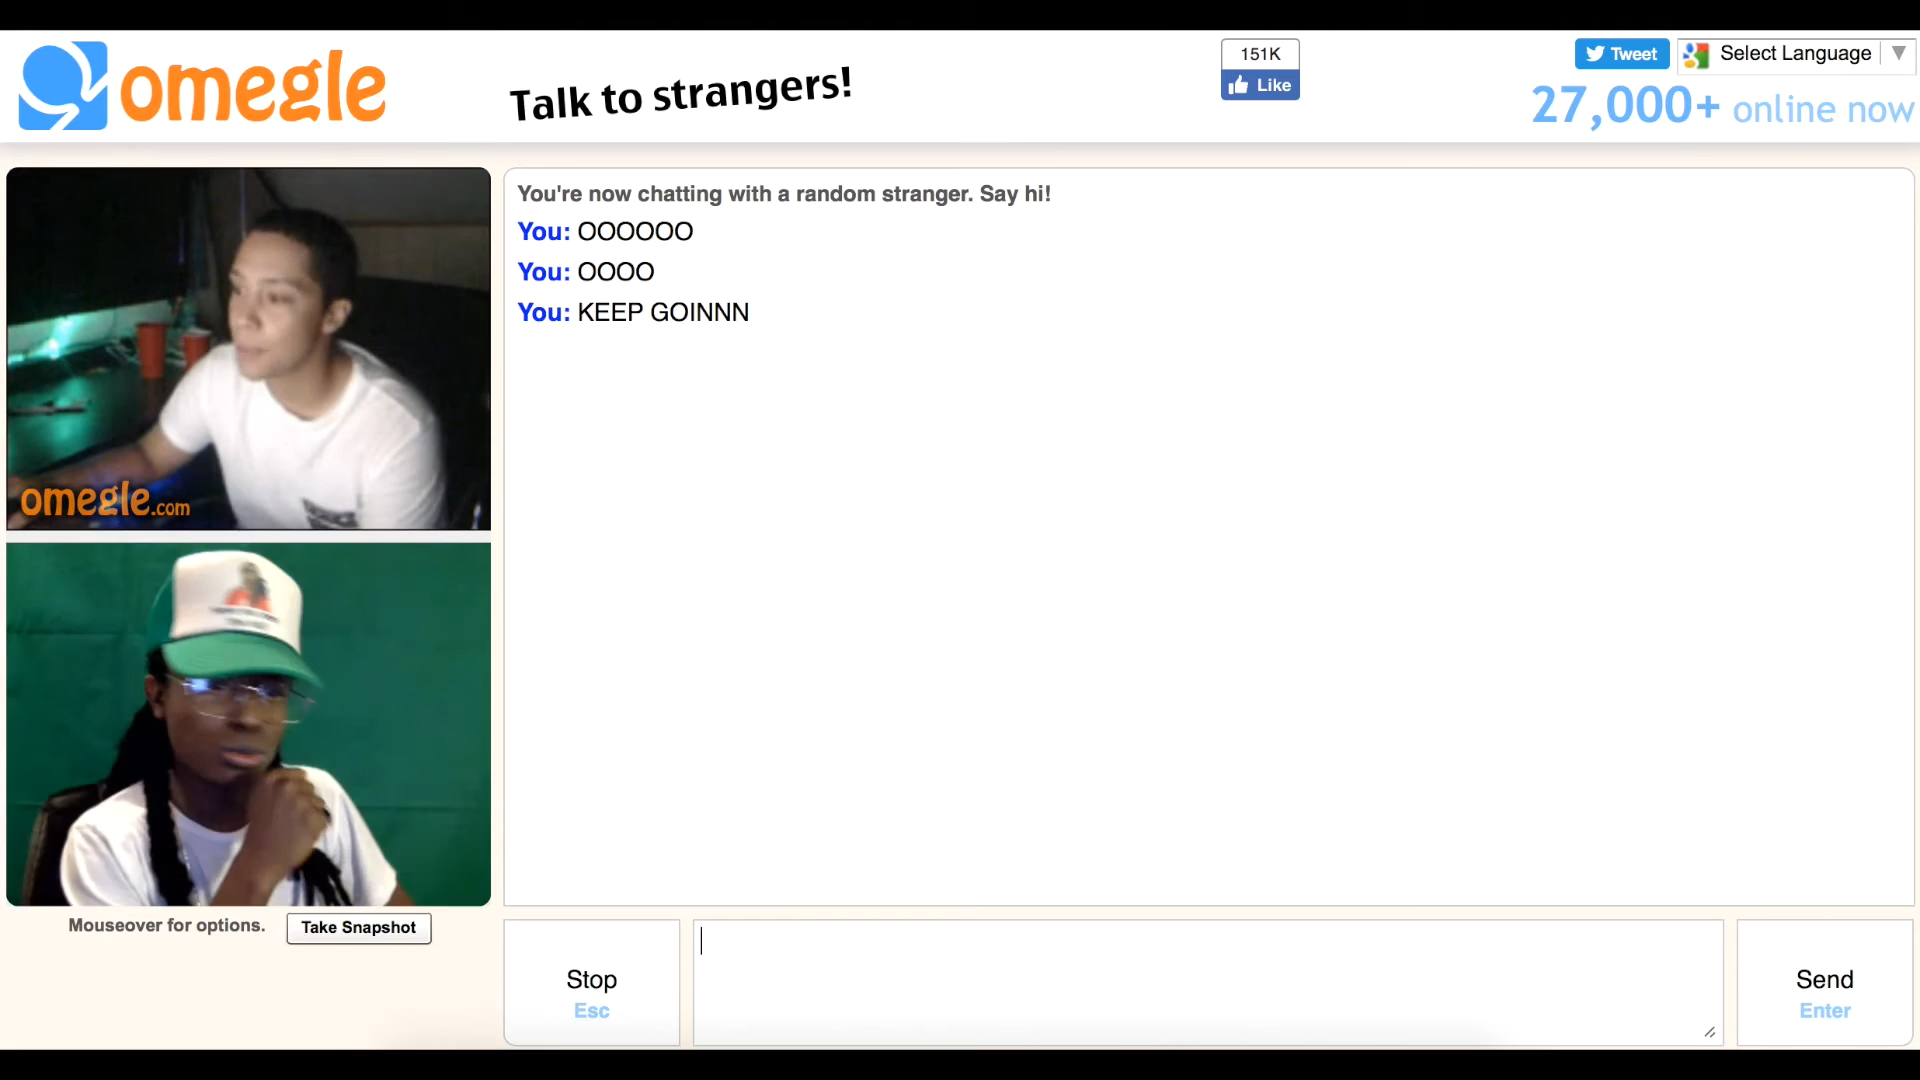 omegle
Talk to strangers!
151K
Like
Tweet
Select Language
27,000+ online now
omegle.com
You're now chatting with a random stranger. Say hi!
You: OOOOOO
You: OOOO
You: KEEP GOINNN
Mouseover for options.
Take Snapshot
Stop
Esc
Send
Enter